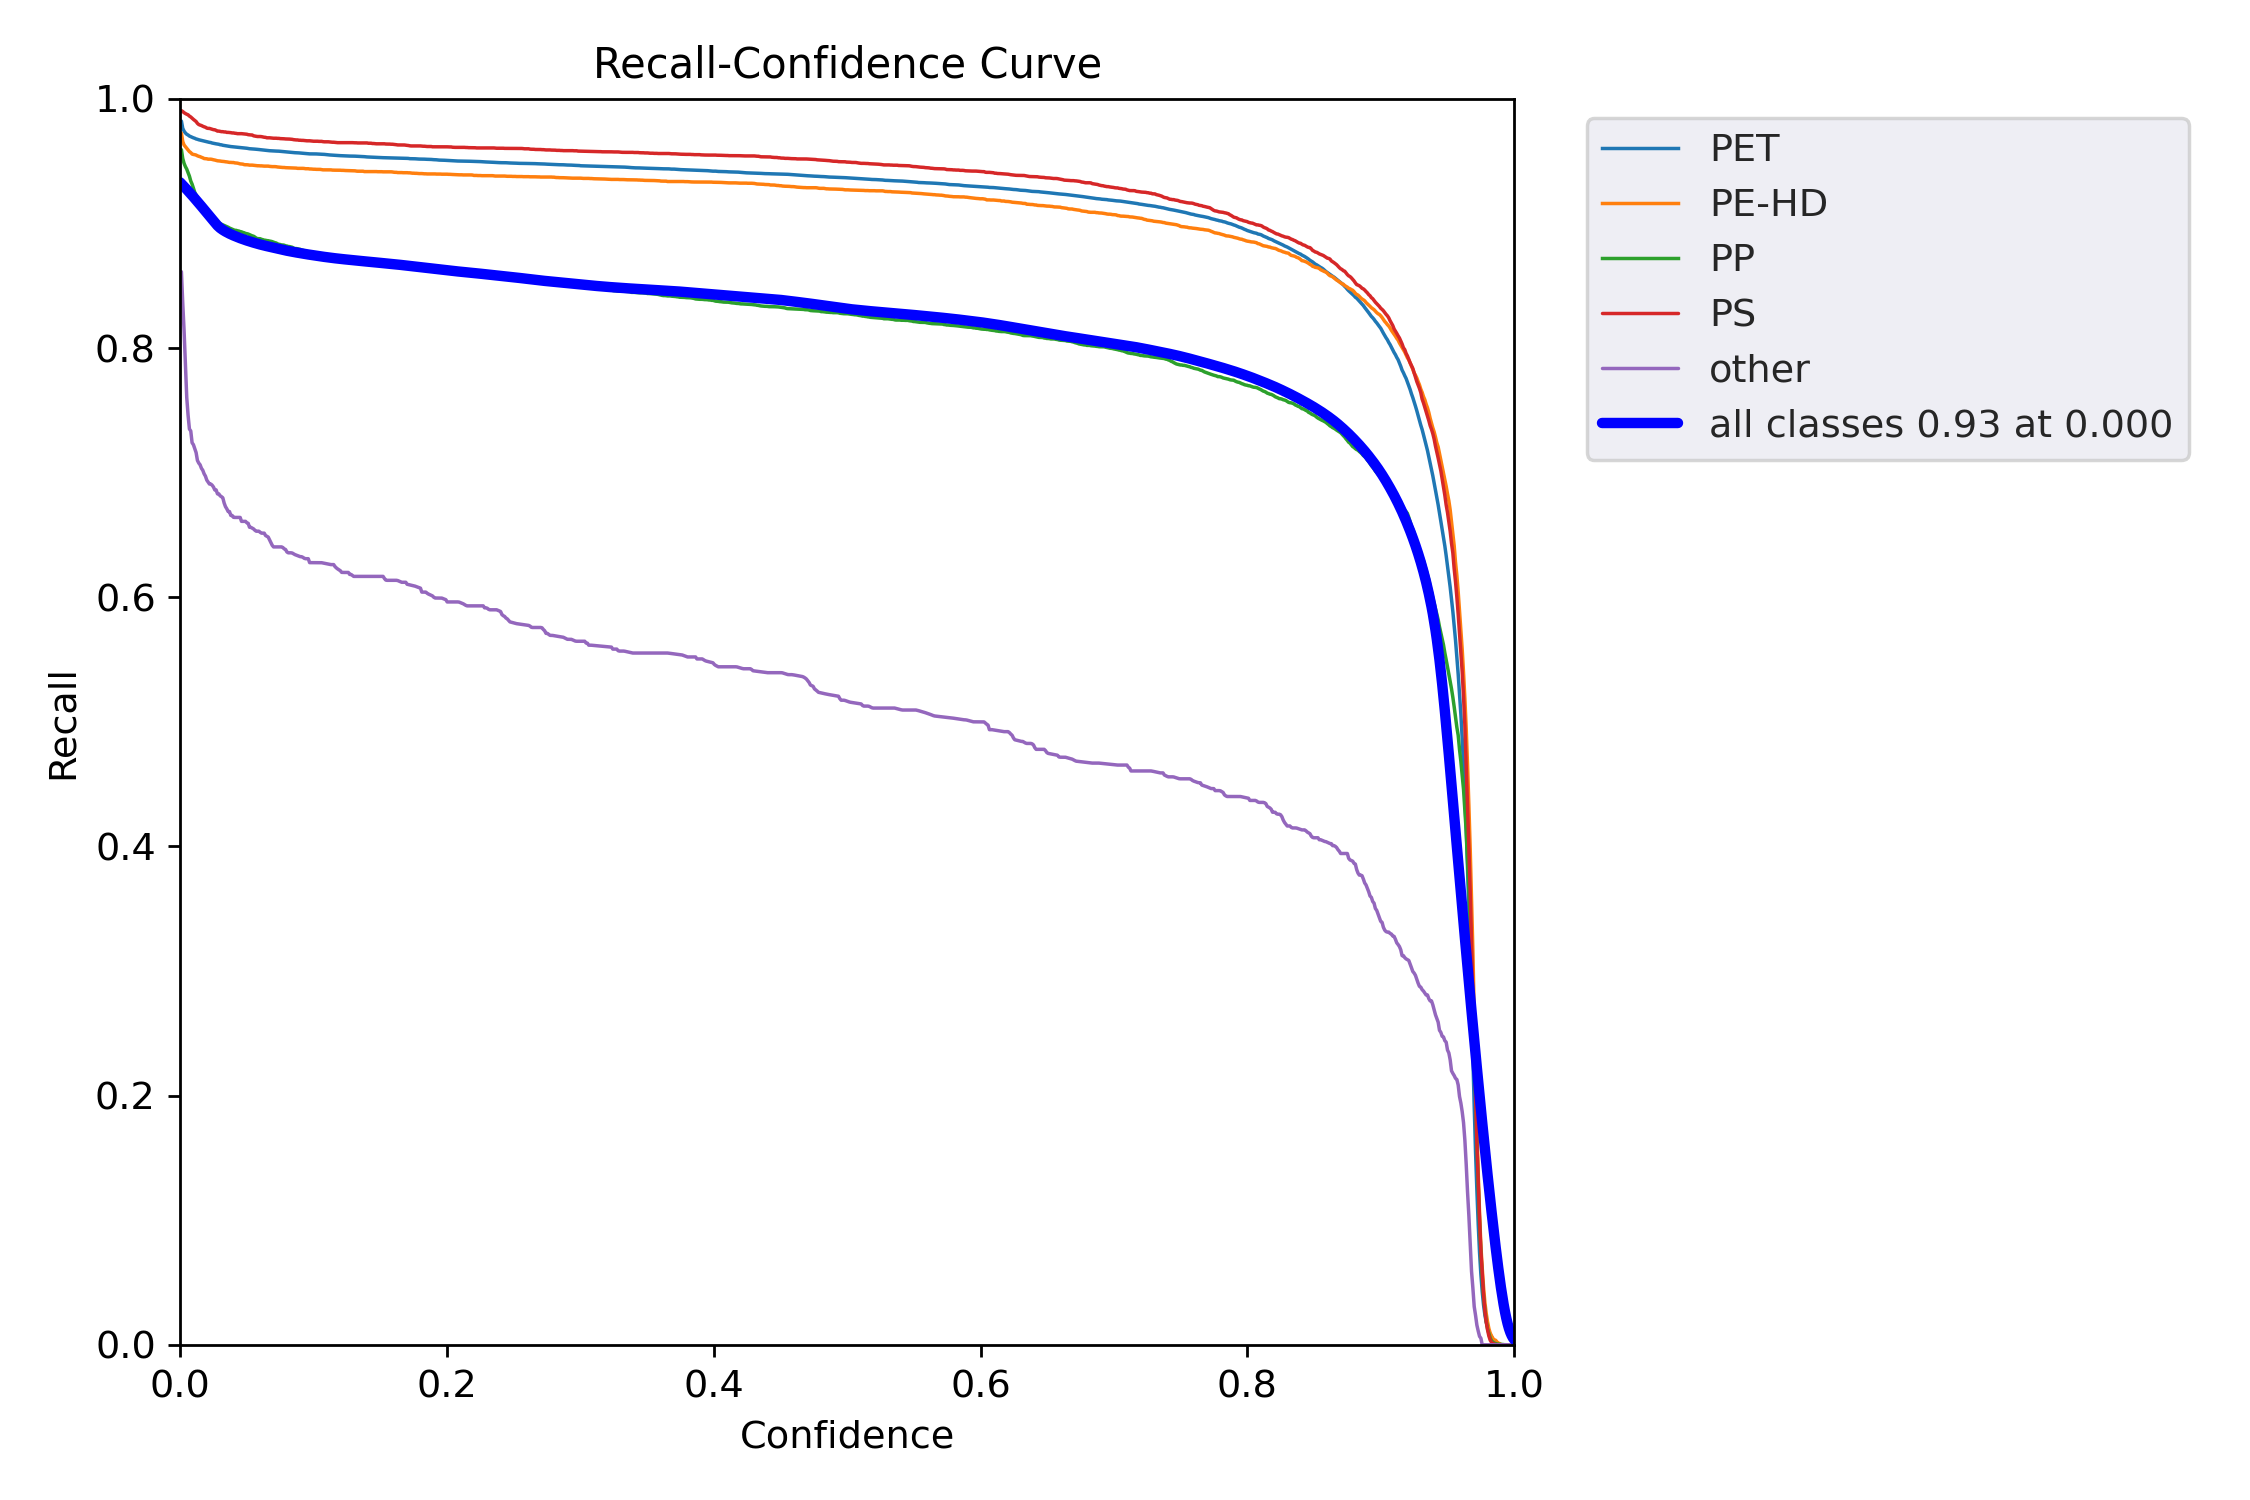 Recall-Confidence Curve
1.0
0.8
0.6
0.4
0.2
0.0
Recall
0.0 0.2 0.4 0.6 0.8 1.0
Confidence
PET
PE-HD
PP
PS
other
all classes 0.93 at 0.000